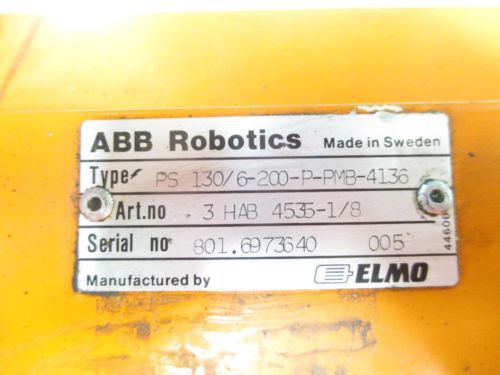 ABB Robotics Made in Sweden
Type PS 130/6-200-P-PMB-4136
Art.no 3 HAB 4535-1/8
Serial no 801.6973640 005
Manufactured by ELMO